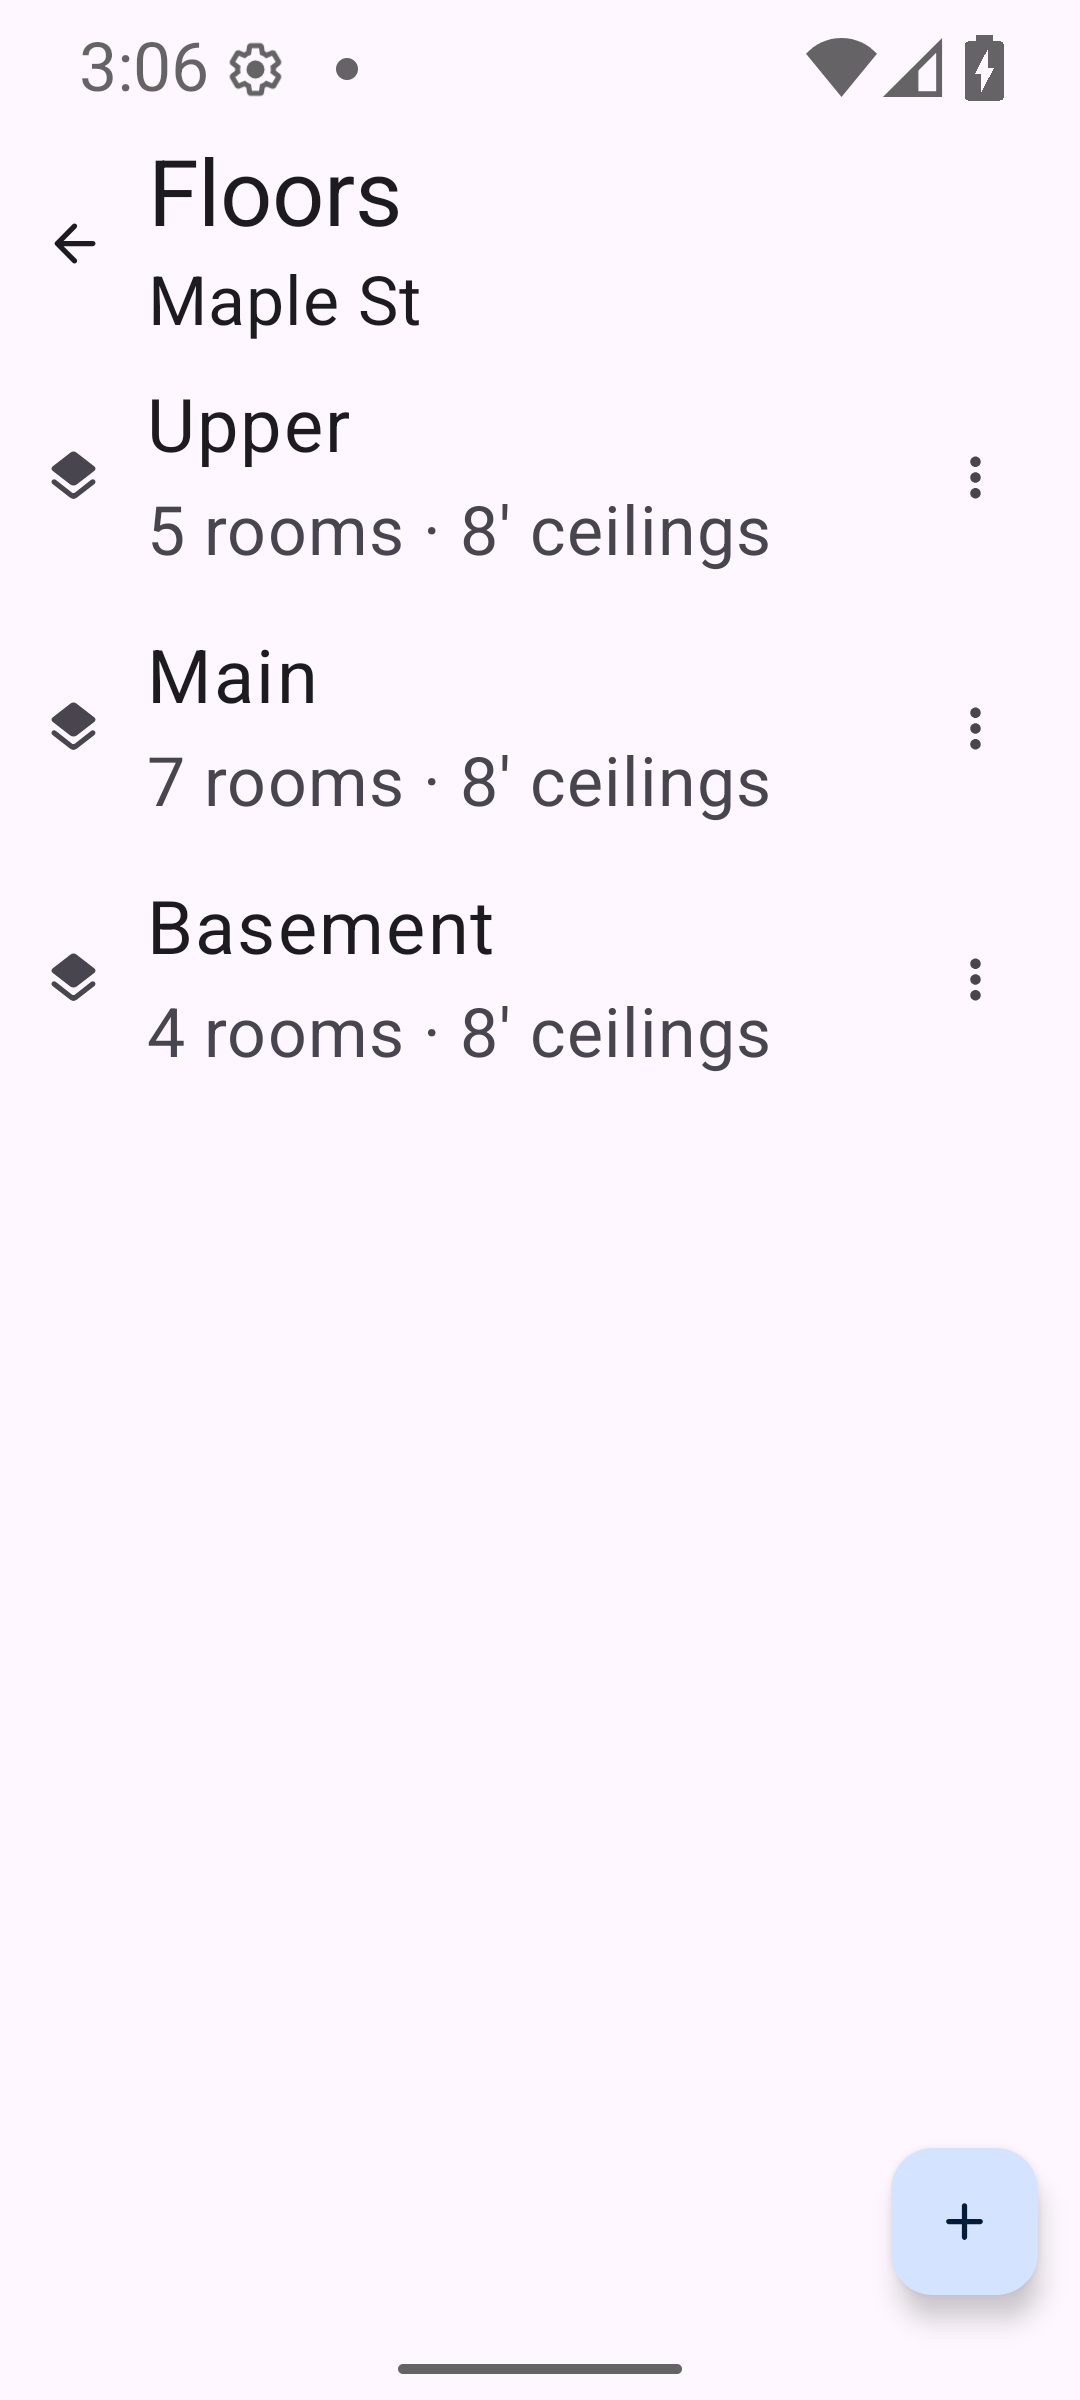 3:06
Floors
Maple St
Upper
5 rooms · 8' ceilings
Main
7 rooms · 8' ceilings
Basement
4 rooms · 8' ceilings